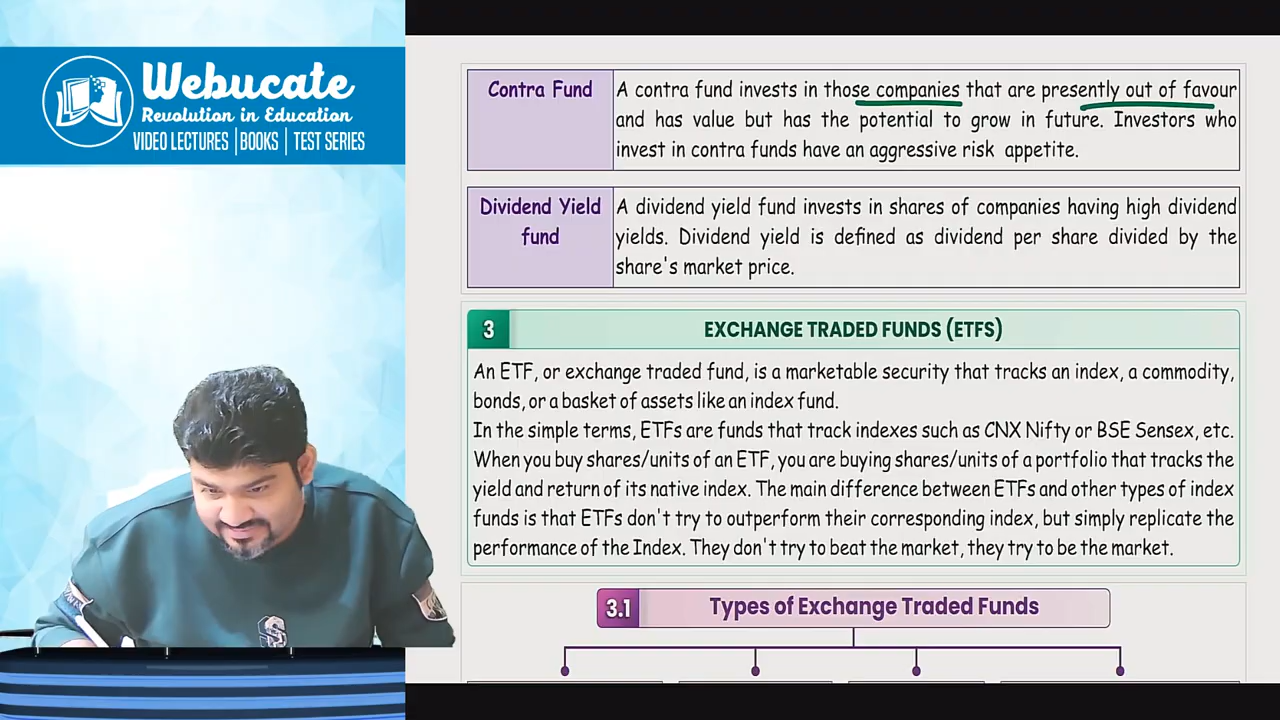 Webucate
Revolution in Education
VIDEO LECTURES | BOOKS | TEST SERIES
Contra Fund
A contra fund invests in those companies that are presently out of favour
and has value but has the potential to grow in future. Investors who
invest in contra funds have an aggressive risk appetite.
Dividend Yield
fund
A dividend yield fund invests in shares of companies having high dividend
yields. Dividend yield is defined as dividend per share divided by the
share's market price.
3
EXCHANGE TRADED FUNDS (ETFS)
An ETF, or exchange traded fund, is a marketable security that tracks an index, a commodity,
bonds, or a basket of assets like an index fund.
In the simple terms, ETFs are funds that track indexes such as CNX Nifty or BSE Sensex, etc.
When you buy shares/units of an ETF, you are buying shares/units of a portfolio that tracks the
yield and return of its native index. The main difference between ETFs and other types of index
funds is that ETFs don't try to outperform their corresponding index, but simply replicate the
performance of the Index. They don't try to beat the market, they try to be the market.
3.1
Types of Exchange Traded Funds